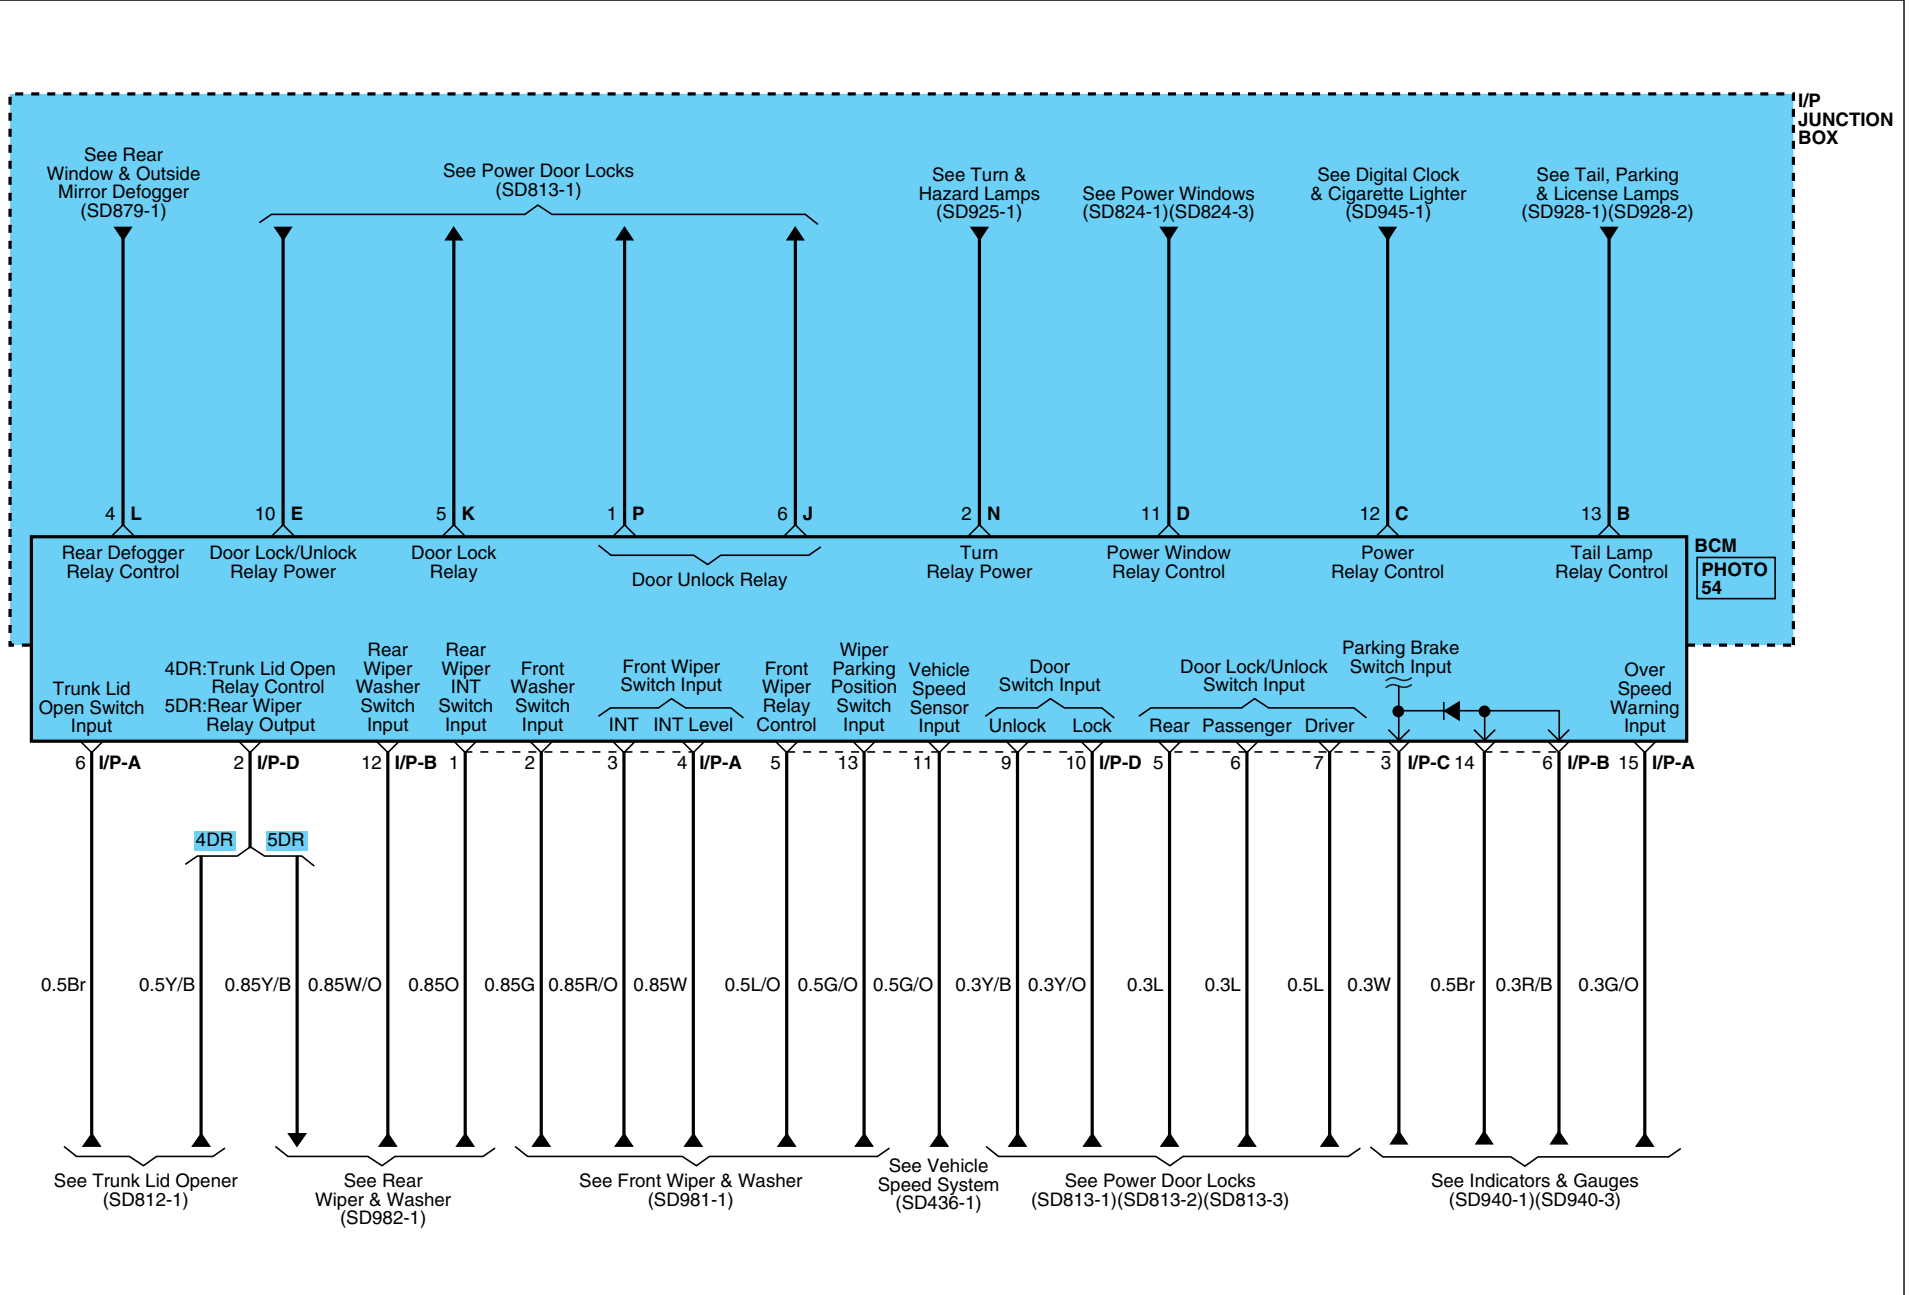 I/P
JUNCTION
BOX
See Rear
Window & Outside
Mirror Defogger
(SD879-1)
See Power Door Locks
(SD813-1)
See Turn &
Hazard Lamps
(SD925-1)
See Power Windows
(SD824-1)(SD824-3)
See Digital Clock
& Cigarette Lighter
(SD945-1)
See Tail, Parking
& License Lamps
(SD928-1)(SD928-2)
4 L 10 E 5 K 1 P 6 J 2 N 11 D 12 C 13 B
Rear Defogger
Relay Control
Door Lock/Unlock
Relay Power
Door Lock
Relay
Door Unlock Relay
Turn
Relay Power
Power Window
Relay Control
Power
Relay Control
Tail Lamp
Relay Control
BCM
PHOTO
54
Trunk Lid
Open Switch
Input
4DR:Trunk Lid Open
Relay Control
5DR:Rear Wiper
Relay Output
Rear
Wiper
Washer
Switch
Input
Rear
Wiper
INT
Switch
Input
Front
Washer
Switch
Input
Front Wiper
Switch Input
INT INT Level
Front
Wiper
Relay
Control
Wiper
Parking
Position
Switch
Input
Vehicle
Speed
Sensor
Input
Door
Switch Input
Unlock Lock
Door Lock/Unlock
Switch Input
Rear Passenger Driver
Parking Brake
Switch Input
Over
Speed
Warning
Input
6 I/P-A 2 I/P-D 12 I/P-B 1 2 3 4 I/P-A 5 13 11 9 10 I/P-D 5 6 7 3 I/P-C 14 6 I/P-B 15 I/P-A
4DR 5DR
0.5Br 0.5Y/B 0.85Y/B 0.85W/O 0.85O 0.85G 0.85R/O 0.85W 0.5L/O 0.5G/O 0.5G/O 0.3Y/B 0.3Y/O 0.3L 0.3L 0.5L 0.3W 0.5Br 0.3R/B 0.3G/O
See Trunk Lid Opener
(SD812-1)
See Rear
Wiper & Washer
(SD982-1)
See Front Wiper & Washer
(SD981-1)
See Vehicle
Speed System
(SD436-1)
See Power Door Locks
(SD813-1)(SD813-2)(SD813-3)
See Indicators & Gauges
(SD940-1)(SD940-3)